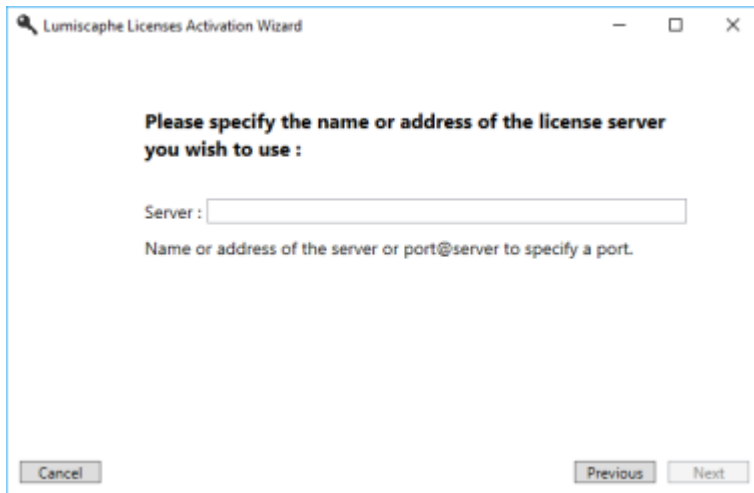 Lumiscaphe Licenses Activation Wizard
Please specify the name or address of the license server
you wish to use :
Server :
Name or address of the server or port@server to specify a port.
Cancel
Previous
Next